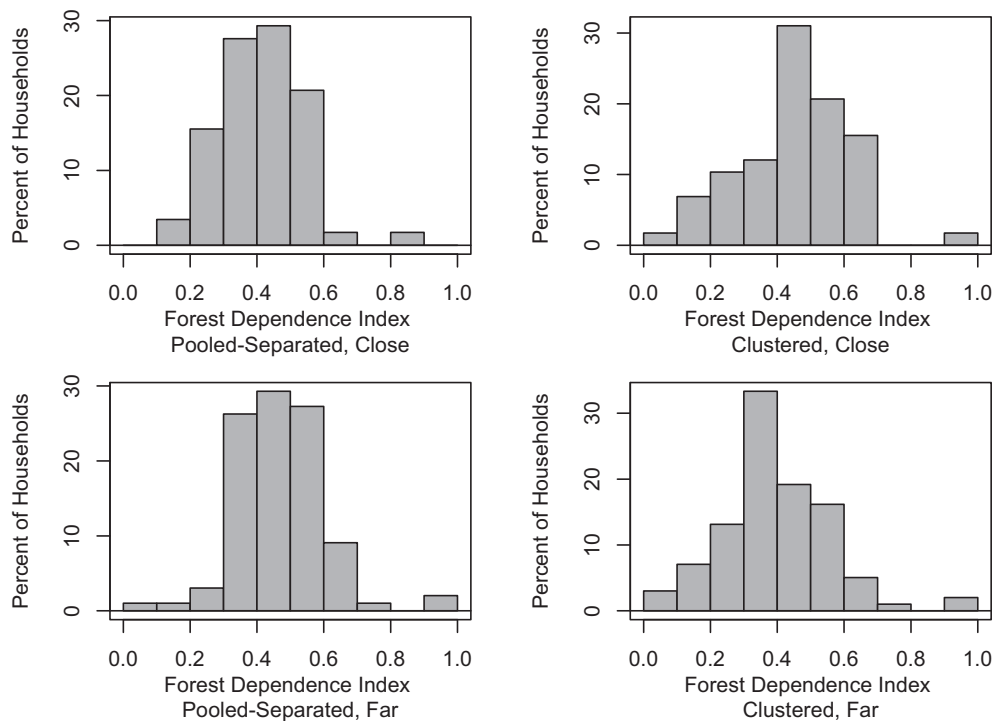 Percent of Households
30
20
10
0
0.0 0.2 0.4 0.6 0.8 1.0
Forest Dependence Index
Pooled-Separated, Close
Percent of Households
30
20
10
0
0.0 0.2 0.4 0.6 0.8 1.0
Forest Dependence Index
Clustered, Close
Percent of Households
30
20
10
0
0.0 0.2 0.4 0.6 0.8 1.0
Forest Dependence Index
Pooled-Separated, Far
Percent of Households
30
20
10
0
0.0 0.2 0.4 0.6 0.8 1.0
Forest Dependence Index
Clustered, Far